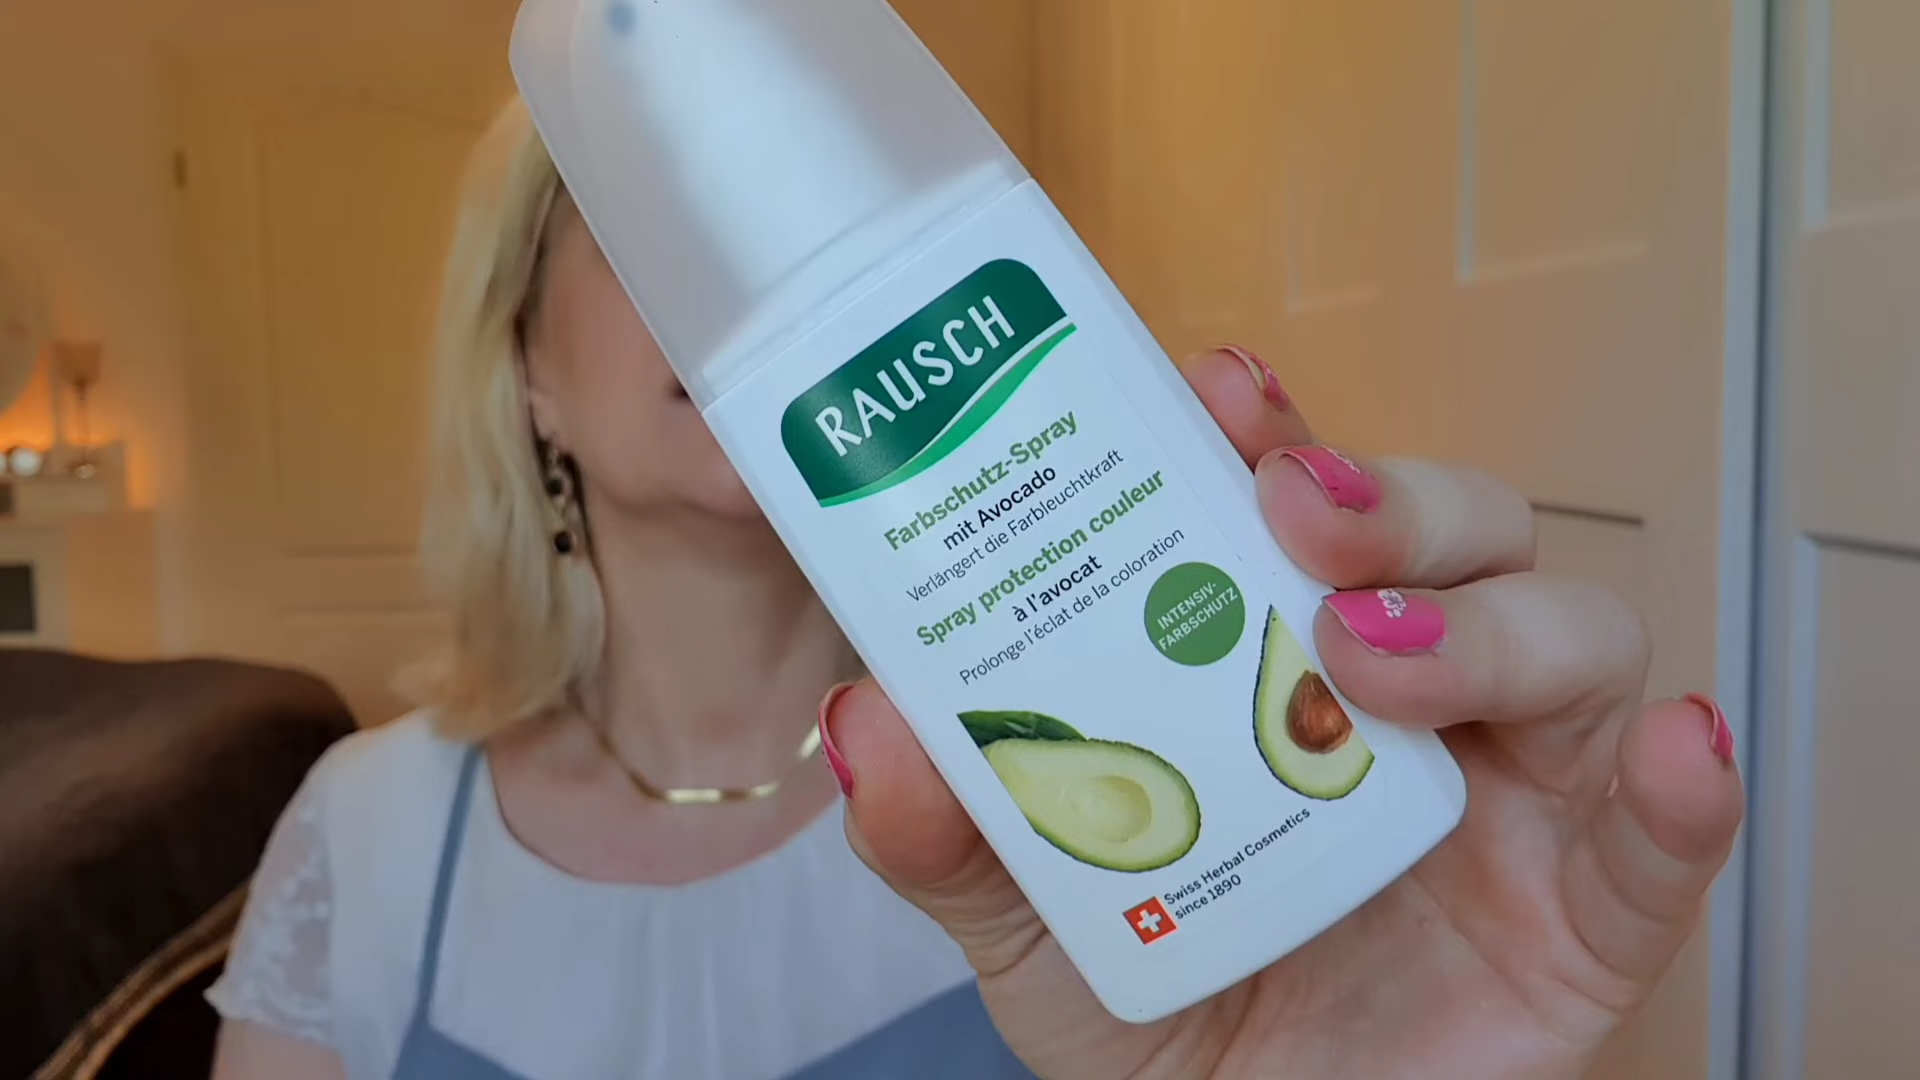 RAUSCH
Farbschutz-Spray
mit Avocado
Verlängert die Farbleuchtkraft
Spray protection couleur
à l'avocat
Prolonge l'éclat de la coloration
INTENSIV-
FARBSCHUTZ
Swiss Herbal Cosmetics
since 1890